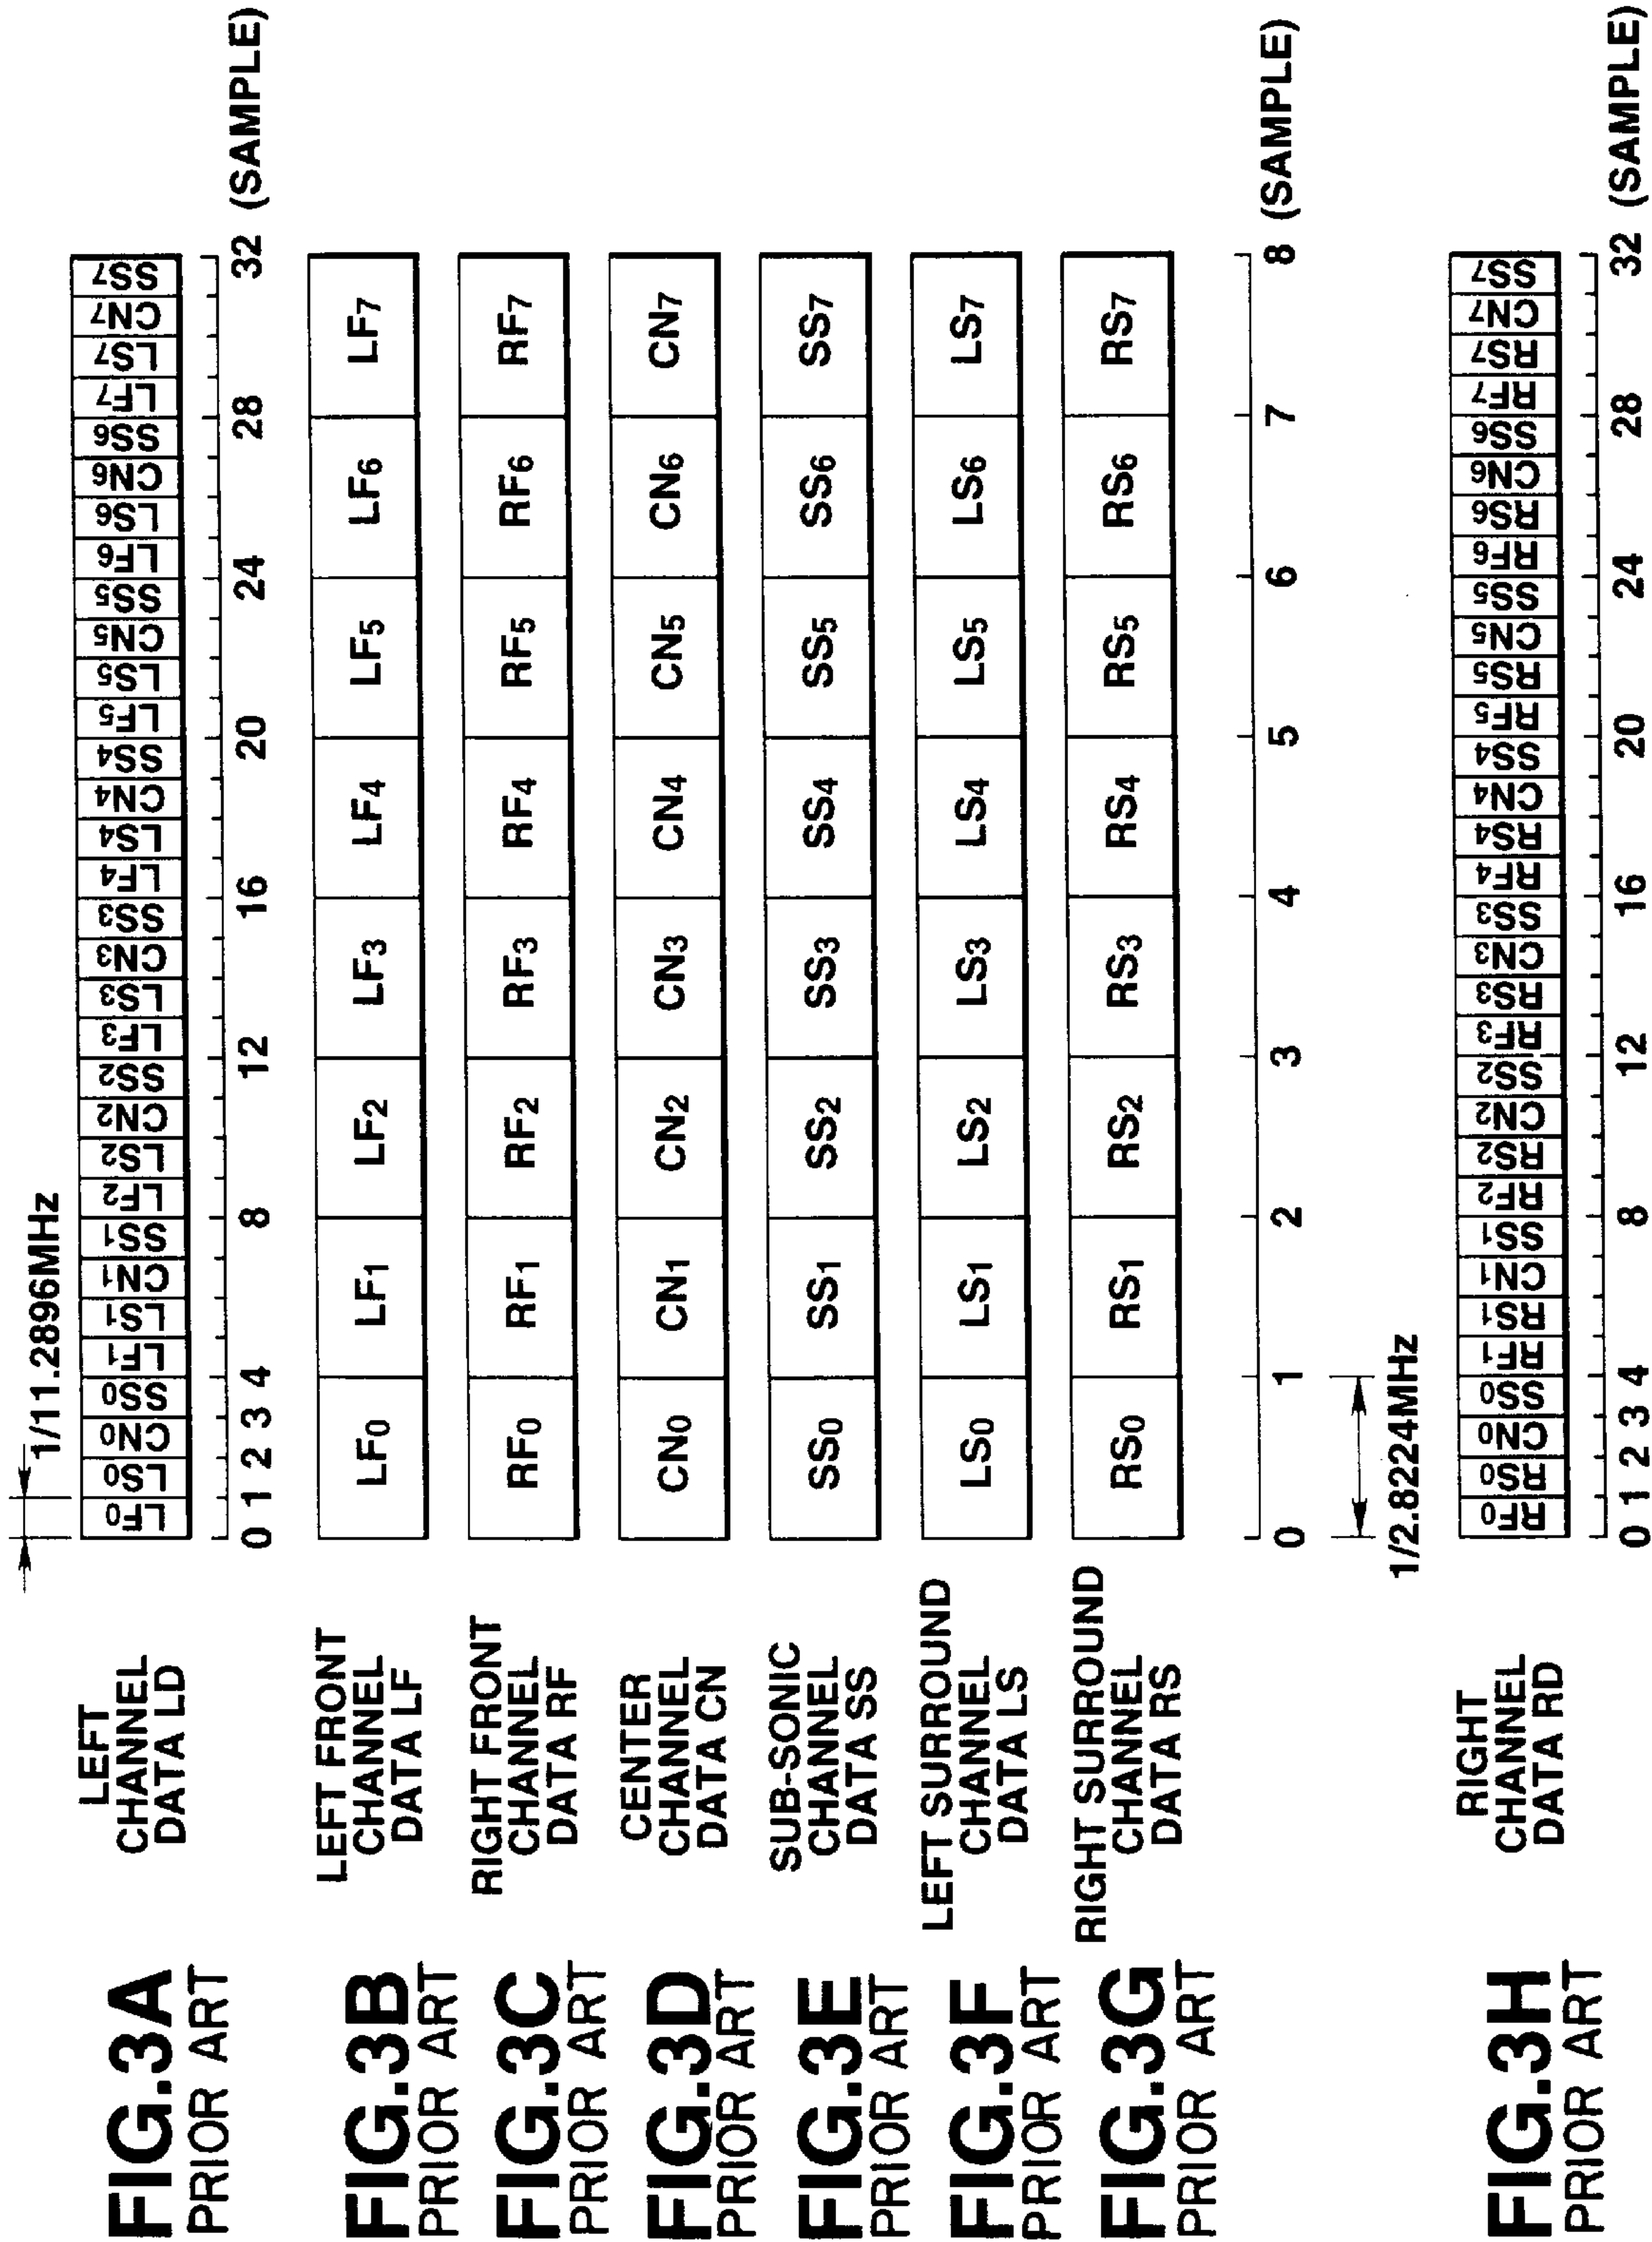 1/11.2896MHz
FIG.3A
PRIOR ART
LEFT
CHANNEL
DATA LD
LF0 LS0 CN0 SS0 LF1 LS1 CN1 SS1 LF2 LS2 CN2 SS2 LF3 LS3 CN3 SS3 LF4 LS4 CN4 SS4 LF5 LS5 CN5 SS5 LF6 LS6 CN6 SS6 LF7 LS7 CN7 SS7
0 1 2 3 4 8 12 16 20 24 28 32 (SAMPLE)
FIG.3B
PRIOR ART
LEFT FRONT
CHANNEL
DATA LF
LF0 LF1 LF2 LF3 LF4 LF5 LF6 LF7
FIG.3C
PRIOR ART
RIGHT FRONT
CHANNEL
DATA RF
RF0 RF1 RF2 RF3 RF4 RF5 RF6 RF7
FIG.3D
PRIOR ART
CENTER
CHANNEL
DATA CN
CN0 CN1 CN2 CN3 CN4 CN5 CN6 CN7
FIG.3E
PRIOR ART
SUB-SONIC
CHANNEL
DATA SS
SS0 SS1 SS2 SS3 SS4 SS5 SS6 SS7
FIG.3F
PRIOR ART
LEFT SURROUND
CHANNEL
DATA LS
LS0 LS1 LS2 LS3 LS4 LS5 LS6 LS7
FIG.3G
PRIOR ART
RIGHT SURROUND
CHANNEL
DATA RS
RS0 RS1 RS2 RS3 RS4 RS5 RS6 RS7
0 1 2 3 4 5 6 7 8 (SAMPLE)
1/2.8224MHz
FIG.3H
PRIOR ART
RIGHT
CHANNEL
DATA RD
RF0 RS0 CN0 SS0 RF1 RS1 CN1 SS1 RF2 RS2 CN2 SS2 RF3 RS3 CN3 SS3 RF4 RS4 CN4 SS4 RF5 RS5 CN5 SS5 RF6 RS6 CN6 SS6 RF7 RS7 CN7 SS7
0 1 2 3 4 8 12 16 20 24 28 32 (SAMPLE)